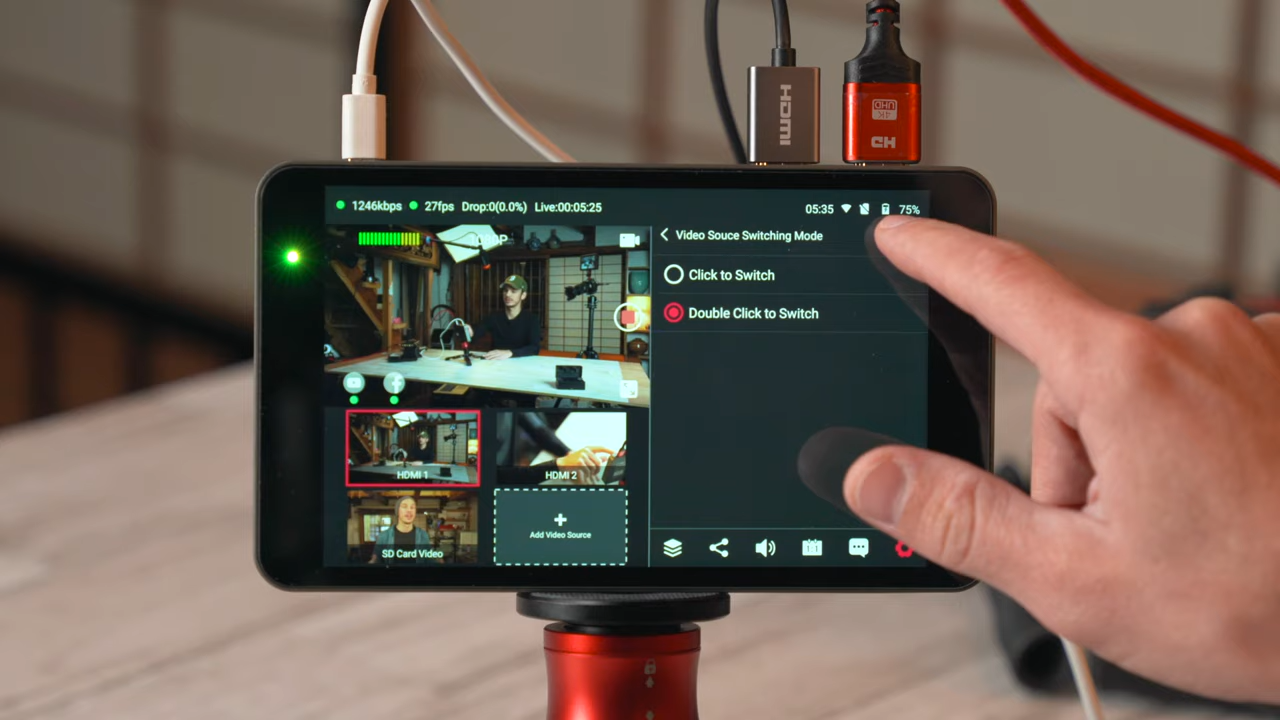 HDMI
4K
UHD
HD
1246kbps 27fps Drop:0(0.0%) Live:00:05:25
05:35 75%
Video Souce Switching Mode
Click to Switch
Double Click to Switch
HDMI 1
HDMI 2
SD Card Video
+
Add Video Source